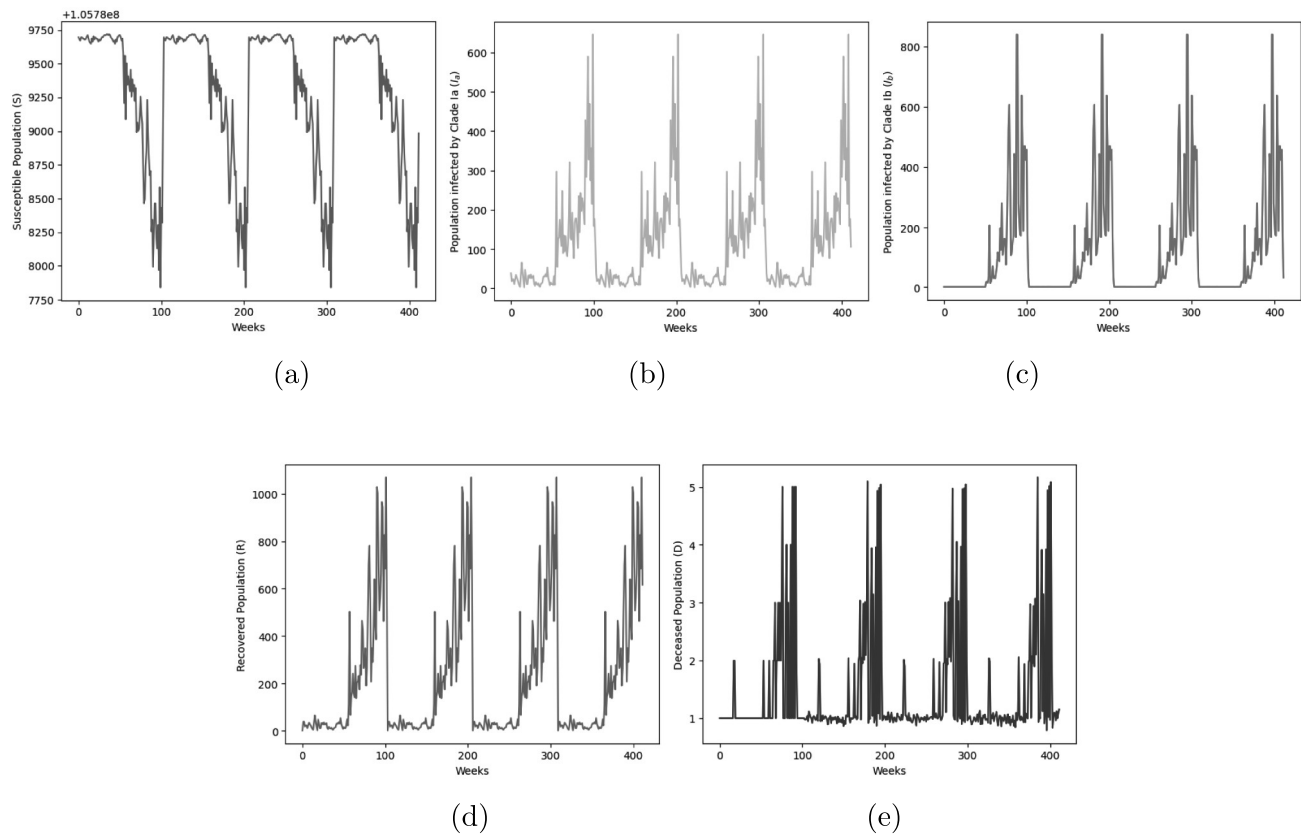 +1.0578e8
9750
9500
9250
9000
8750
8500
8250
8000
7750
Susceptible Population (S)
0 100 200 300 400
Weeks
(a)
600
500
400
300
200
100
0
Population infected by Clade Ia (Iₐ)
0 100 200 300 400
Weeks
(b)
800
600
400
200
0
Population infected by Clade Ib (I_b)
0 100 200 300 400
Weeks
(c)
1000
800
600
400
200
0
Recovered Population (R)
0 100 200 300 400
Weeks
(d)
5
4
3
2
1
Deceased Population (D)
0 100 200 300 400
Weeks
(e)